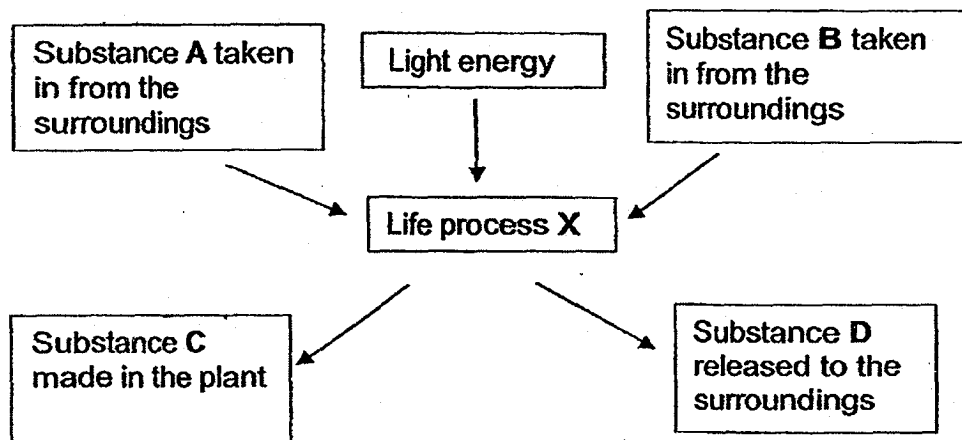 Substance A taken
in from the
surroundings
Light energy
Substance B taken
in from the
surroundings
Life process X
Substance C
made in the plant
Substance D
released to the
surroundings